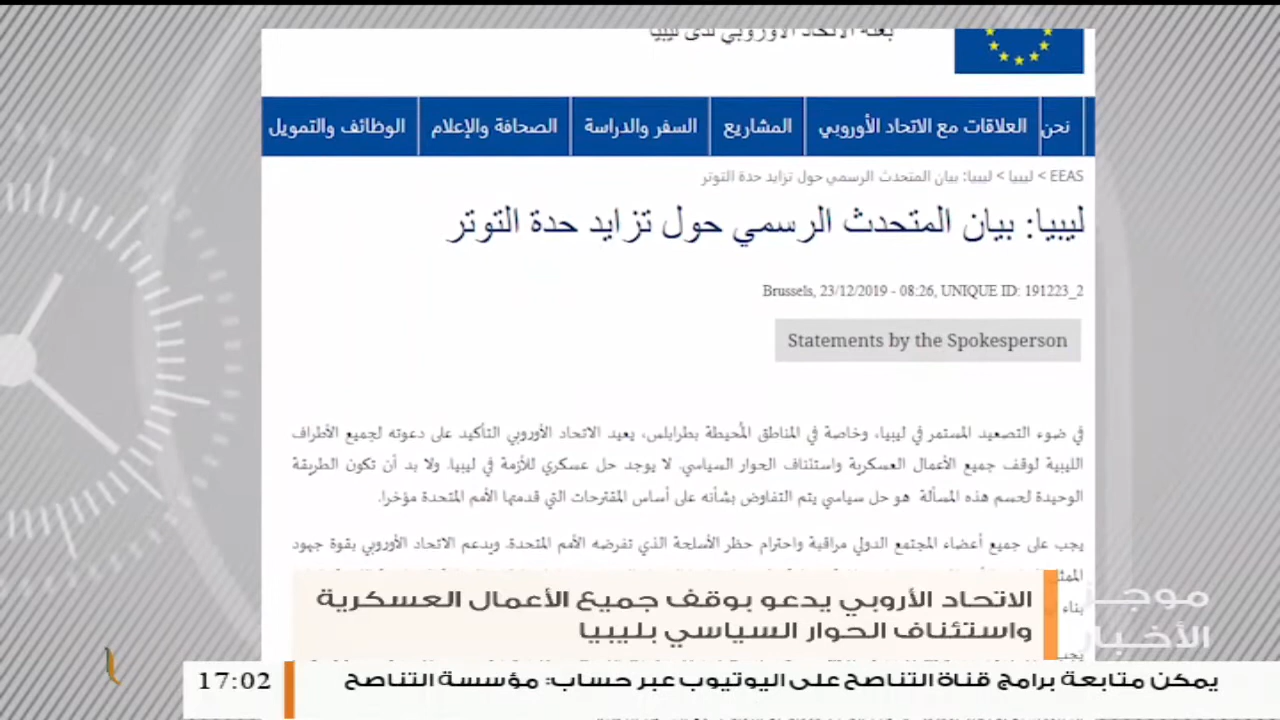 بعثة الاتحاد الأوروبي لدى ليبيا
نحن
العلاقات مع الاتحاد الأوروبي
المشاريع
السفر والدراسة
الصحافة والإعلام
الوظائف والتمويل
EEAS > ليبيا > ليبيا: بيان المتحدث الرسمي حول تزايد حدة التوتر
ليبيا: بيان المتحدث الرسمي حول تزايد حدة التوتر
Brussels, 23/12/2019 - 08:26, UNIQUE ID: 191223_2
Statements by the Spokesperson
في ضوء التصعيد المستمر في ليبيا، وخاصة في المناطق المُحيطة بطرابلس، يعيد الاتحاد الأوروبي التأكيد على دعوته لجميع الأطراف
الليبية لوقف جميع الأعمال العسكرية واستئناف الحوار السياسي. لا يوجد حل عسكري للأزمة في ليبيا. ولا بد أن تكون الطريقة
الوحيدة لحسم هذه المسألة هو حل سياسي يتم التفاوض بشأنه على أساس المقترحات التي قدمتها الأمم المتحدة مؤخرا.
يجب على جميع أعضاء المجتمع الدولي مراقبة واحترام حظر الأسلحة الذي تفرضه الأمم المتحدة. ويدعم الاتحاد الأوروبي بقوة جهود
بناء
الاتحاد الأروبي يدعو بوقف جميع الأعمال العسكرية
واستئناف الحوار السياسي بليبيا
موجز
الأخبار
يمكن متابعة برامج قناة التناصح على اليوتيوب عبر حساب: مؤسسة التناصح
17:02